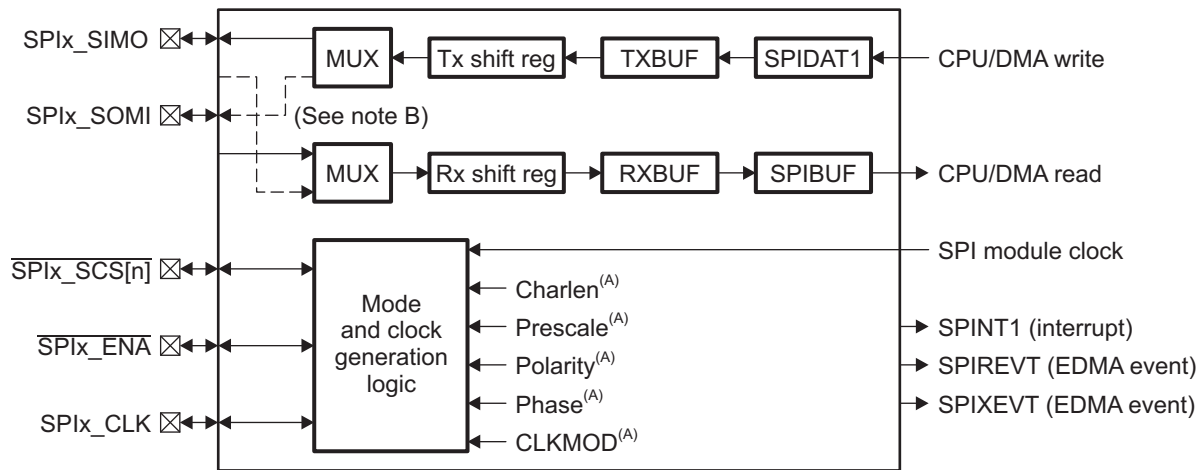 SPIx_SIMO
MUX
Tx shift reg
TXBUF
SPIDAT1
CPU/DMA write
SPIx_SOMI
(See note B)
MUX
Rx shift reg
RXBUF
SPIBUF
CPU/DMA read
SPI module clock
SPIx_SCS[n]
Charlen(A)
Mode
and clock
generation
logic
Prescale(A)
SPINT1 (interrupt)
SPIx_ENA
Polarity(A)
SPIREVT (EDMA event)
Phase(A)
SPIXEVT (EDMA event)
SPIx_CLK
CLKMOD(A)